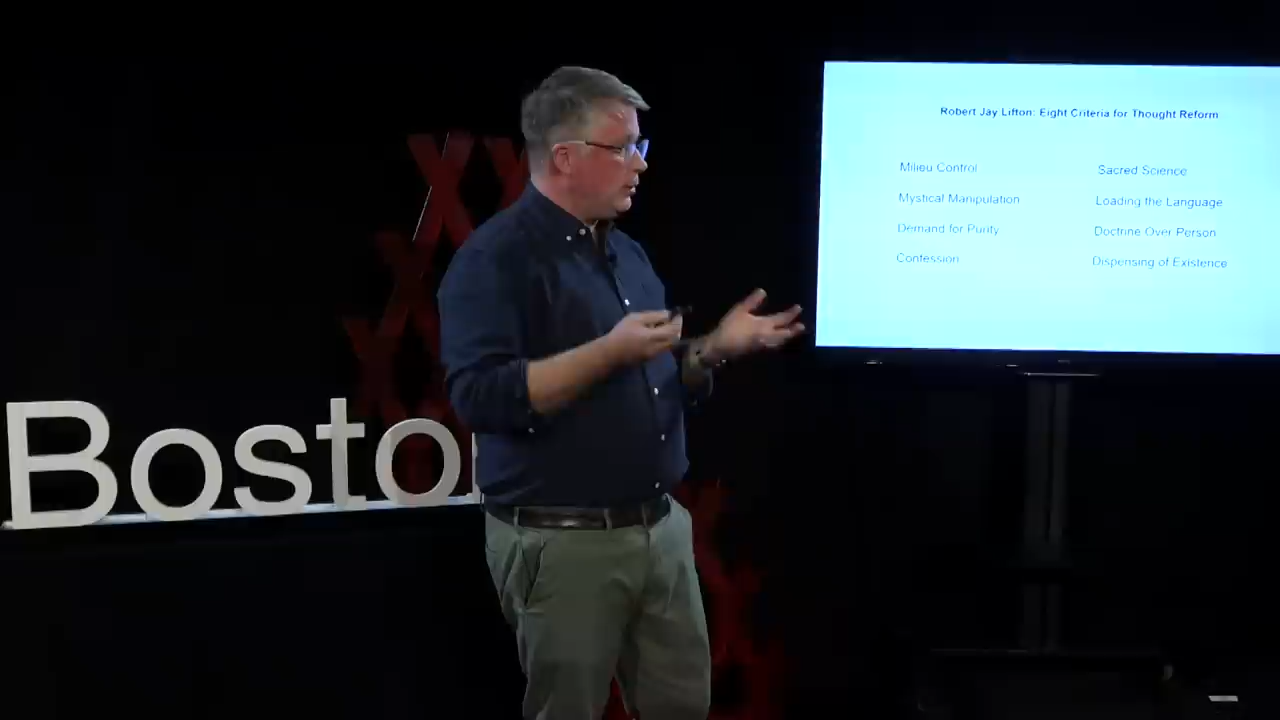 Robert Jay Lifton: Eight Criteria for Thought Reform
Milieu Control
Mystical Manipulation
Demand for Purity
Confession
Sacred Science
Loading the Language
Doctrine Over Person
Dispensing of Existence
Bosto